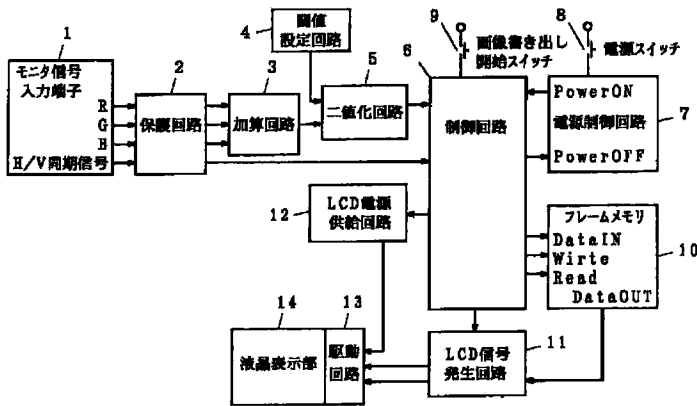 1
モニタ信号
入力端子
R
G
B
H/V同期信号
2
保護回路
3
加算回路
4
閾値
設定回路
5
二値化回路
6
制御回路
9
画像書き出し
開始スイッチ
8
電源スイッチ
PowerON
電源制御回路
PowerOFF
7
フレームメモリ
DataIN
Wirte
Read
DataOUT
10
12
LCD電源
供給回路
14
液晶表示部
13
駆動
回路
LCD信号
発生回路
11